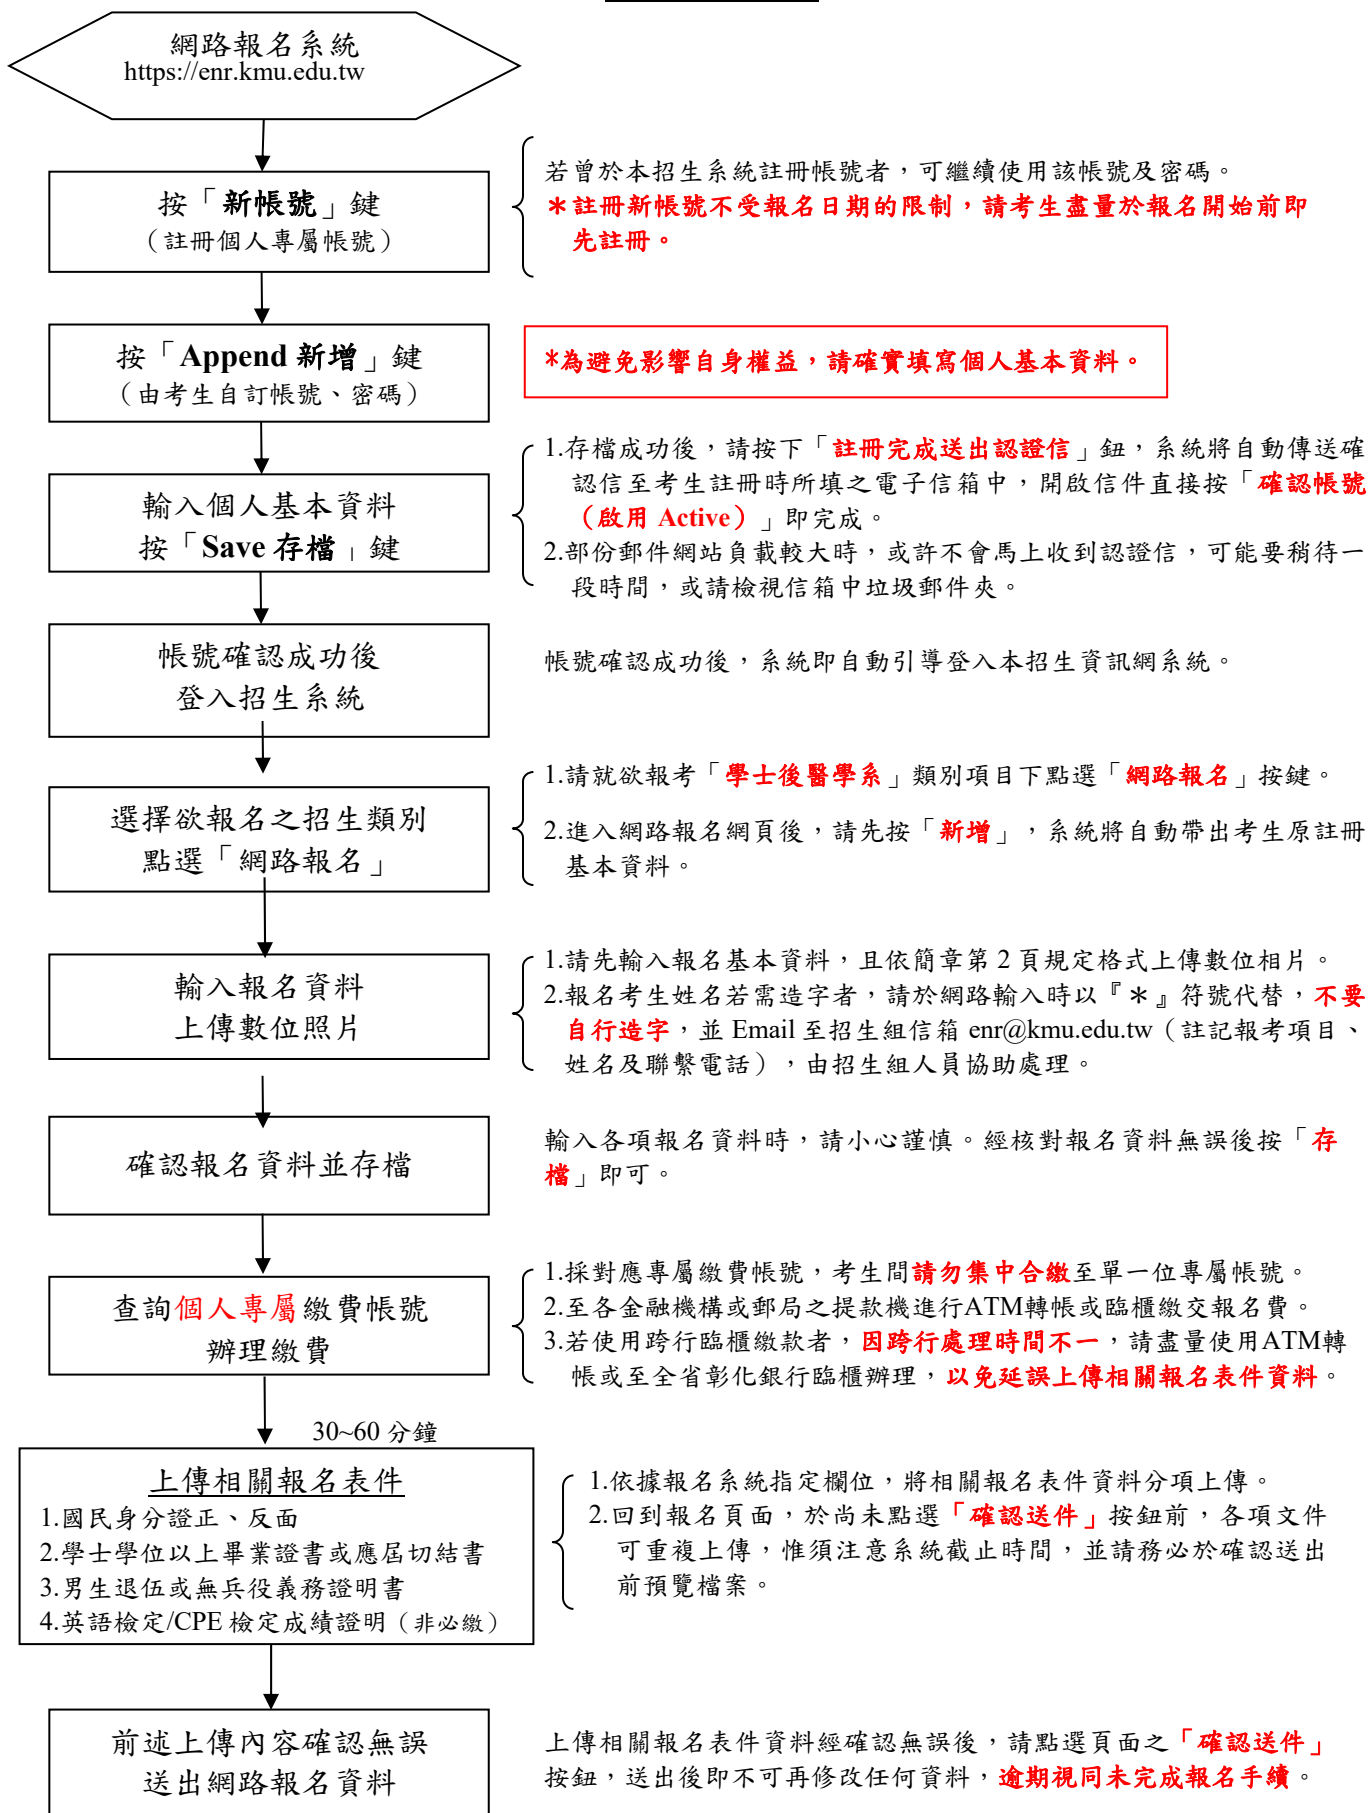 網路報名系統
https://enr.kmu.edu.tw
按「新帳號」鍵
（註冊個人專屬帳號）
若曾於本招生系統註冊帳號者，可繼續使用該帳號及密碼。
＊註冊新帳號不受報名日期的限制，請考生盡量於報名開始前即
先註冊。
按「Append 新增」鍵
（由考生自訂帳號、密碼）
*為避免影響自身權益，請確實填寫個人基本資料。
輸入個人基本資料
按「Save 存檔」鍵
1.存檔成功後，請按下「註冊完成送出認證信」鈕，系統將自動傳送確
認信至考生註冊時所填之電子信箱中，開啟信件直接按「確認帳號
（啟用 Active）」即完成。
2.部份郵件網站負載較大時，或許不會馬上收到認證信，可能要稍待一
段時間，或請檢視信箱中垃圾郵件夾。
帳號確認成功後
登入招生系統
帳號確認成功後，系統即自動引導登入本招生資訊網系統。
選擇欲報名之招生類別
點選「網路報名」
1.請就欲報考「學士後醫學系」類別項目下點選「網路報名」按鍵。
2.進入網路報名網頁後，請先按「新增」，系統將自動帶出考生原註冊
基本資料。
輸入報名資料
上傳數位照片
1.請先輸入報名基本資料，且依簡章第 2 頁規定格式上傳數位相片。
2.報名考生姓名若需造字者，請於網路輸入時以『＊』符號代替，不要
自行造字，並 Email 至招生組信箱 enr@kmu.edu.tw（註記報考項目、
姓名及聯繫電話），由招生組人員協助處理。
確認報名資料並存檔
輸入各項報名資料時，請小心謹慎。經核對報名資料無誤後按「存
檔」即可。
查詢個人專屬繳費帳號
辦理繳費
1.採對應專屬繳費帳號，考生間請勿集中合繳至單一位專屬帳號。
2.至各金融機構或郵局之提款機進行ATM轉帳或臨櫃繳交報名費。
3.若使用跨行臨櫃繳款者，因跨行處理時間不一，請盡量使用ATM轉
帳或至全省彰化銀行臨櫃辦理，以免延誤上傳相關報名表件資料。
30~60 分鐘
上傳相關報名表件
1.國民身分證正、反面
2.學士學位以上畢業證書或應屆切結書
3.男生退伍或無兵役義務證明書
4.英語檢定/CPE 檢定成績證明（非必繳）
1.依據報名系統指定欄位，將相關報名表件資料分項上傳。
2.回到報名頁面，於尚未點選「確認送件」按鈕前，各項文件
可重複上傳，惟須注意系統截止時間，並請務必於確認送出
前預覽檔案。
前述上傳內容確認無誤
送出網路報名資料
上傳相關報名表件資料經確認無誤後，請點選頁面之「確認送件」
按鈕，送出後即不可再修改任何資料，逾期視同未完成報名手續。